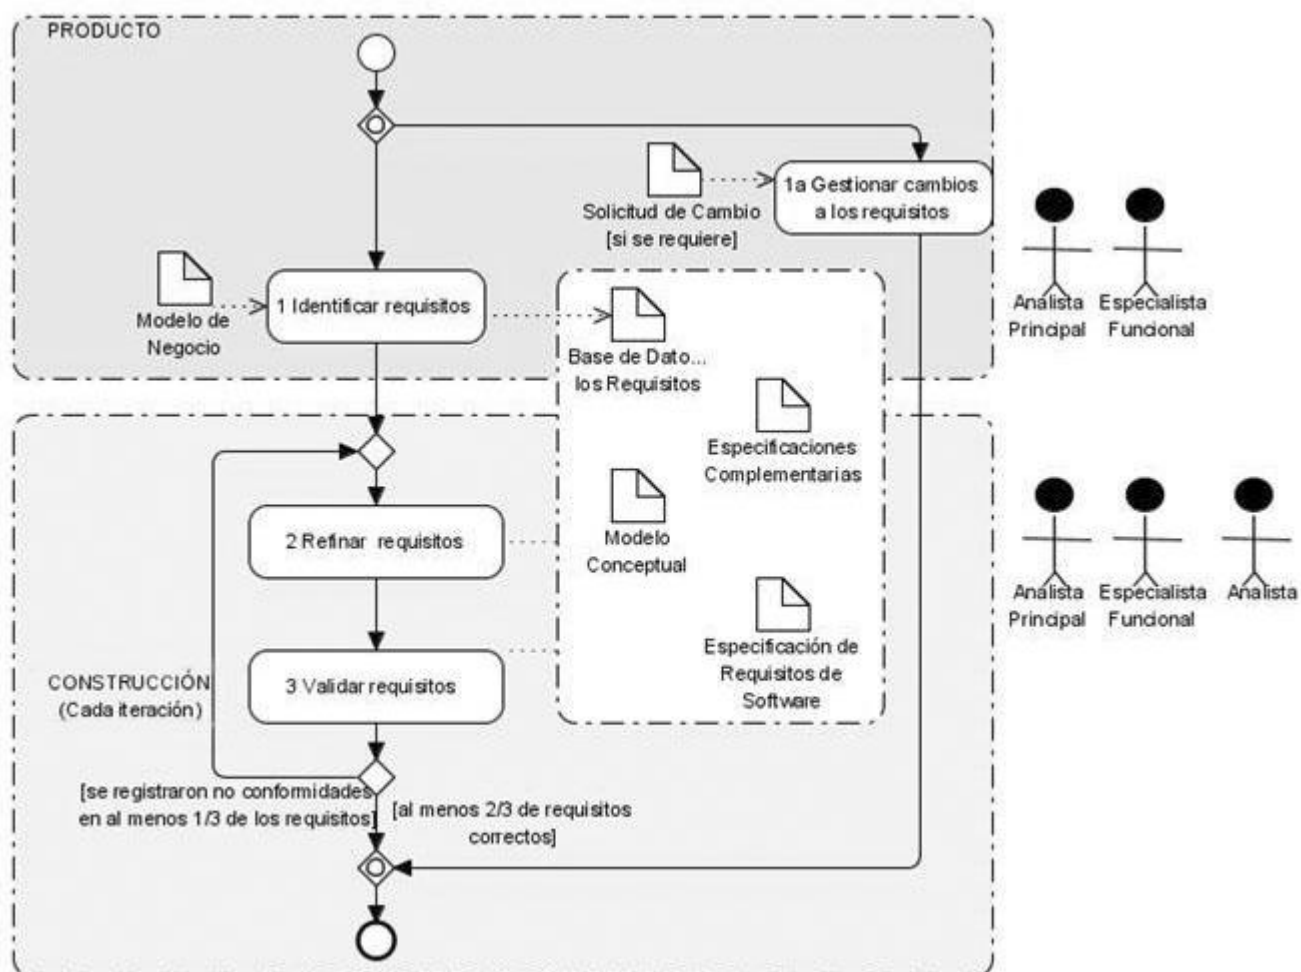 PRODUCTO
Solicitud de Cambio
[si se requiere]
1a Gestionar cambios
a los requisitos
Modelo de
Negocio
1 Identificar requisitos
Base de Dato...
los Requisitos
Analista
Principal
Especialista
Funcional
Especificaciones
Complementarias
2 Refinar requisitos
Modelo
Conceptual
Analista
Principal
Especialista
Funcional
Analista
3 Validar requisitos
Especificación de
Requisitos de
Software
CONSTRUCCIÓN
(Cada iteración)
[se registraron no conformidades
en al menos 1/3 de los requisitos]
[al menos 2/3 de requisitos
correctos]